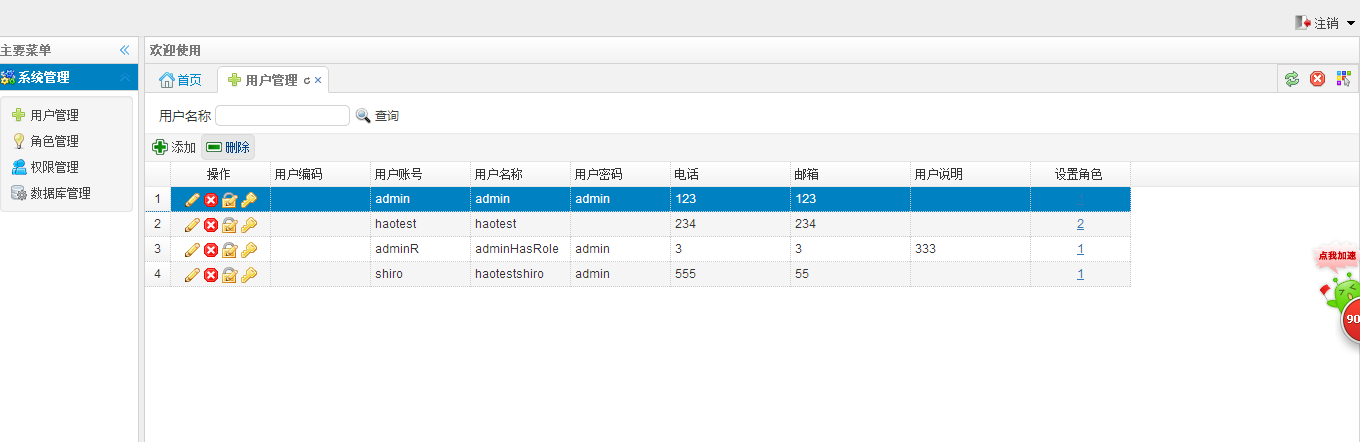 注销
主要菜单
欢迎使用
系统管理
首页
用户管理
用户管理
用户名称
查询
角色管理
添加
删除
权限管理
操作 用户编码 用户账号 用户名称 用户密码 电话 邮箱 用户说明 设置角色
数据库管理
1 admin admin admin 123 123
2 haotest haotest 234 234 2
3 adminR adminHasRole admin 3 3 333 1
4 shiro haotestshiro admin 555 55 1
点我加速
90